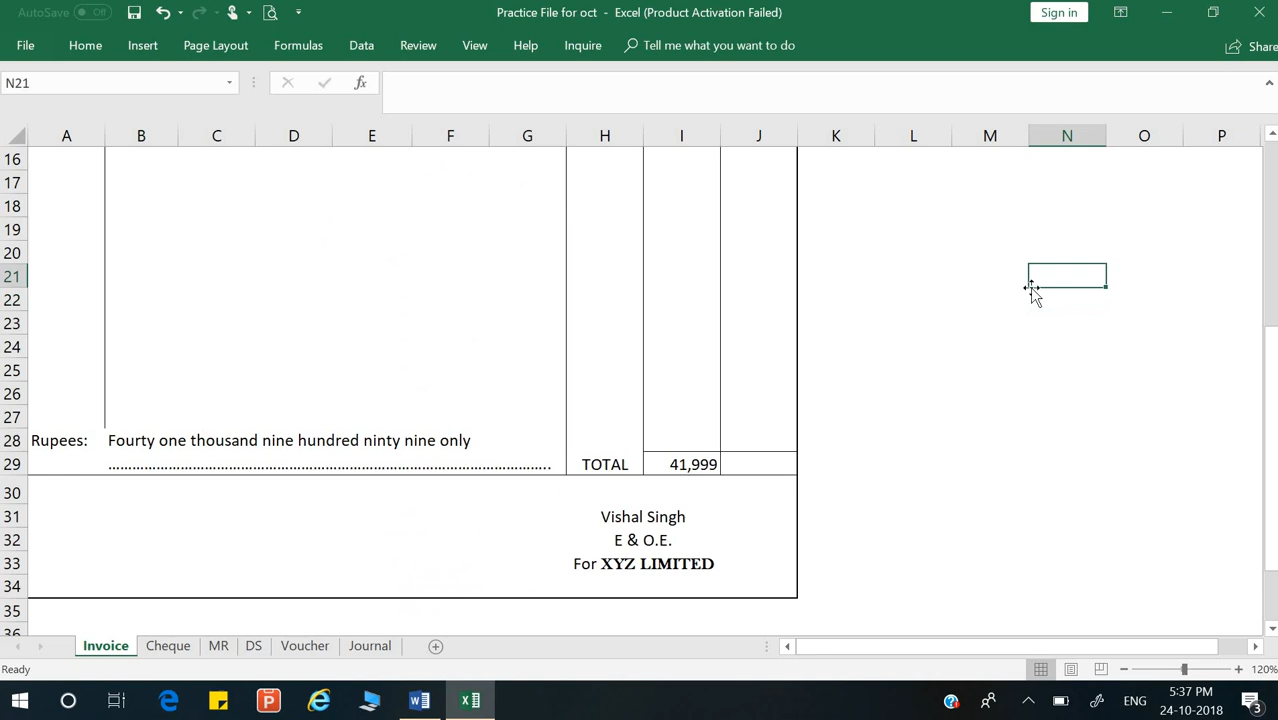 AutoSave Off
Practice File for oct - Excel (Product Activation Failed)
Sign in
File Home Insert Page Layout Formulas Data Review View Help Inquire Tell me what you want to do Share
N21 fx
A B C D E F G H I J K L M N O P
16
17
18
19
20
21
22
23
24
25
26
27
28 Rupees: Fourty one thousand nine hundred ninty nine only
29 ………………………………………………………………………………………….. TOTAL 41,999
30
31 Vishal Singh
32 E & O.E.
33 For XYZ LIMITED
34
35
36
Invoice Cheque MR DS Voucher Journal
Ready 120%
ENG 5:37 PM
24-10-2018 3